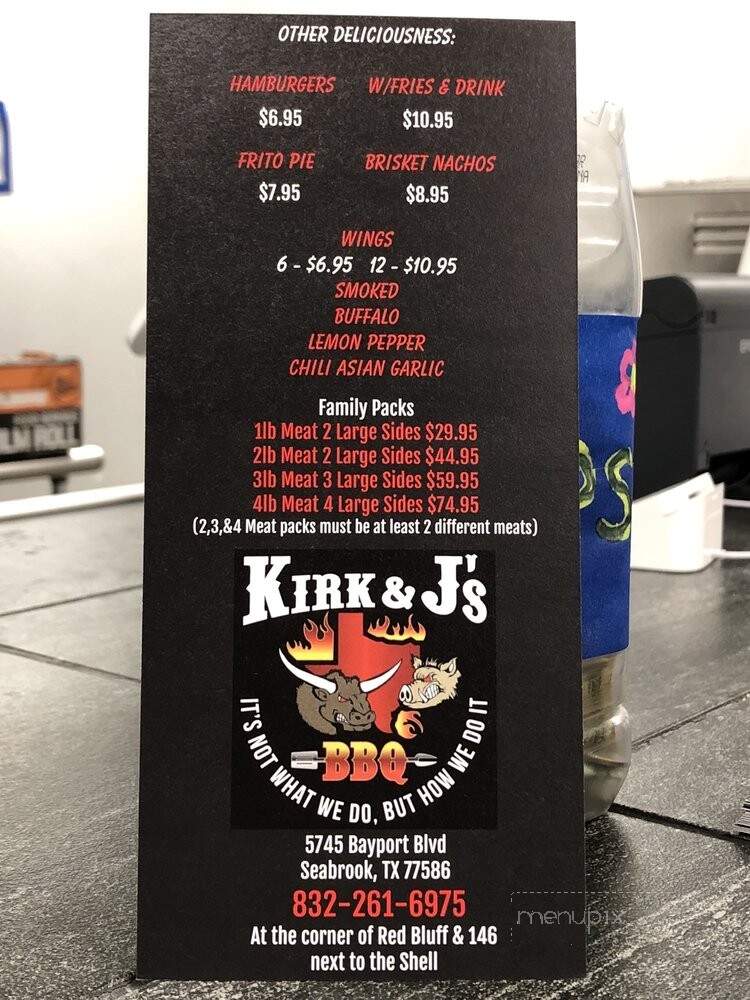 OTHER DELICIOUSNESS:
HAMBURGERS W/FRIES & DRINK
$6.95 $10.95
FRITO PIE BRISKET NACHOS
$7.95 $8.95
WINGS
6 - $6.95 12 - $10.95
SMOKED
BUFFALO
LEMON PEPPER
CHILI ASIAN GARLIC
Family Packs
1lb Meat 2 Large Sides $29.95
2lb Meat 2 Large Sides $44.95
3lb Meat 3 Large Sides $59.95
4lb Meat 4 Large Sides $74.95
(2,3,&4 Meat packs must be at least 2 different meats)
KIRK & J'S
BBQ
IT'S NOT WHAT WE DO, BUT HOW WE DO IT
5745 Bayport Blvd
Seabrook, TX 77586
832-261-6975
At the corner of Red Bluff & 146
next to the Shell
menupix
ROLL
PS